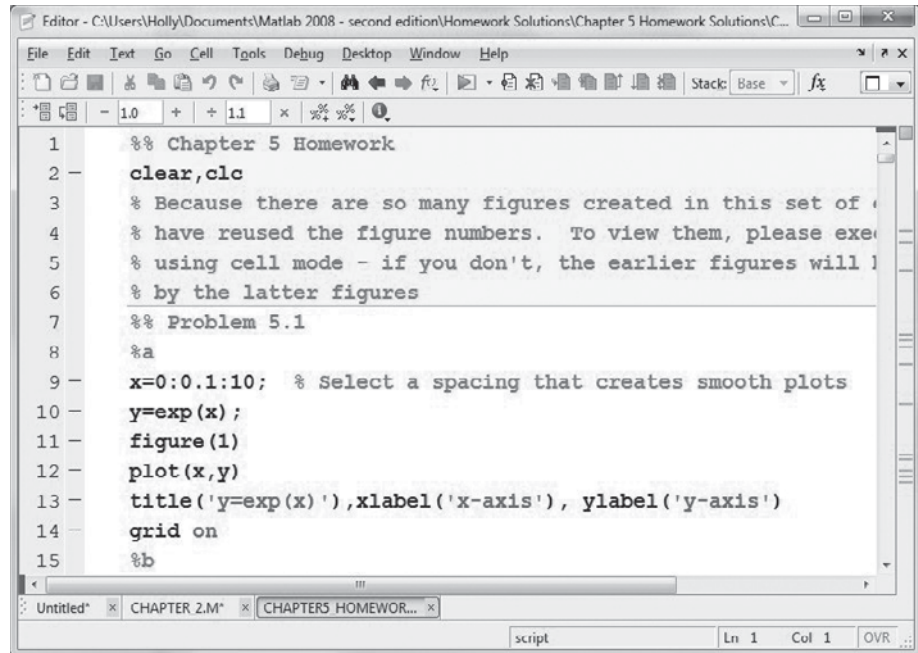 Editor - C:\Users\Holly\Documents\Matlab 2008 - second edition\Homework Solutions\Chapter 5 Homework Solutions\C...
File Edit Text Go Cell Tools Debug Desktop Window Help
Stack: Base fx
- 1.0 + ÷ 1.1 ×
1 %% Chapter 5 Homework
2 - clear,clc
3 % Because there are so many figures created in this set of
4 % have reused the figure numbers. To view them, please exe
5 % using cell mode - if you don't, the earlier figures will
6 % by the latter figures
7 %% Problem 5.1
8 %a
9 - x=0:0.1:10; % Select a spacing that creates smooth plots
10 - y=exp(x);
11 - figure(1)
12 - plot(x,y)
13 - title('y=exp(x)'),xlabel('x-axis'), ylabel('y-axis')
14 - grid on
15 %b
Untitled* × CHAPTER 2.M* × CHAPTER5 HOMEWOR... ×
script Ln 1 Col 1 OVR